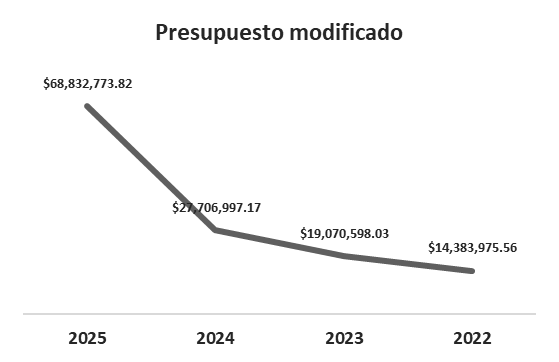 Presupuesto modificado
$68,832,773.82
$27,706,997.17
$19,070,598.03
$14,383,975.56
2025 2024 2023 2022